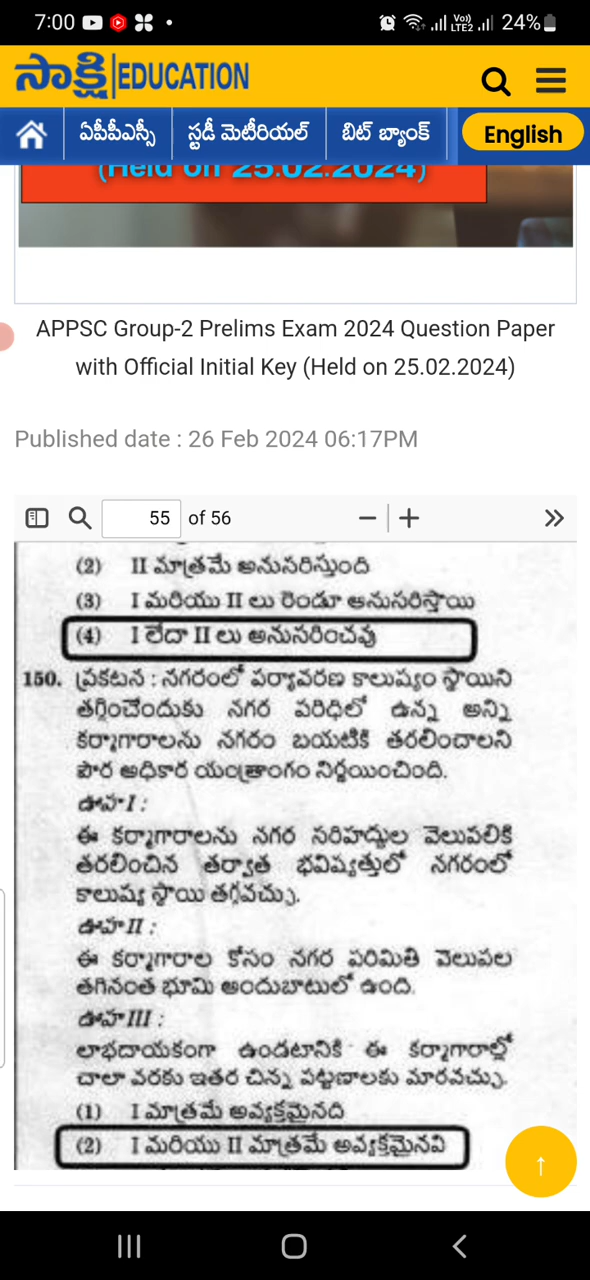 7:00
Vo))
LTE2
24%
సాక్షి EDUCATION
ఏపీపీఎస్సీ
స్టడీ మెటీరియల్
బిట్ బ్యాంక్
English
(Held on 25.02.2024)
APPSC Group-2 Prelims Exam 2024 Question Paper
with Official Initial Key (Held on 25.02.2024)
Published date : 26 Feb 2024 06:17PM
55 of 56
(2) II మాత్రమే అనుసరిస్తుంది
(3) I మరియు II లు రెండూ అనుసరిస్తాయి
(4) I లేదా II లు అనుసరించవు
150. ప్రకటన : నగరంలో పర్యావరణ కాలుష్యం స్థాయిని
తగ్గించేందుకు నగర పరిధిలో ఉన్న అన్ని
కర్మాగారాలను నగరం బయటికి తరలించాలని
పౌర అధికార యంత్రాంగం నిర్ణయించింది.
ఊహ I :
ఈ కర్మాగారాలను నగర సరిహద్దుల వెలుపలికి
తరలించిన తర్వాత భవిష్యత్తులో నగరంలో
కాలుష్య స్థాయి తగ్గవచ్చు.
ఊహ II :
ఈ కర్మాగారాల కోసం నగర పరిమితి వెలుపల
తగినంత భూమి అందుబాటులో ఉంది.
ఊహ III :
లాభదాయకంగా ఉండటానికి ఈ కర్మాగారాల్లో
చాలా వరకు ఇతర చిన్న పట్టణాలకు మారవచ్చు.
(1) I మాత్రమే అవ్యక్తమైనది
(2) I మరియు II మాత్రమే అవ్యక్తమైనవి